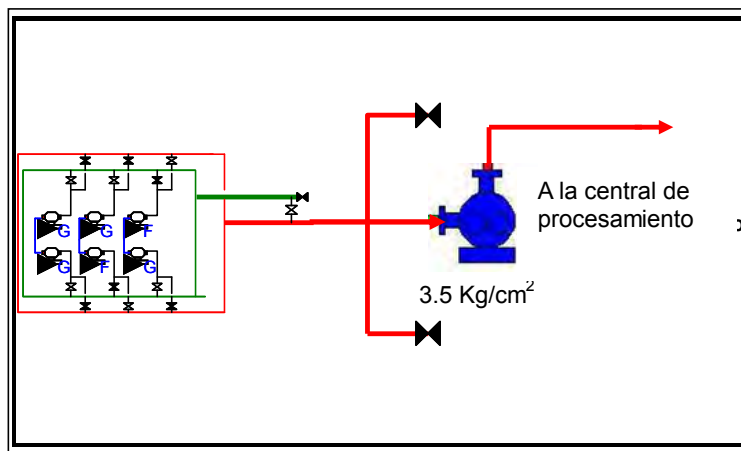 G G F
G F G
A la central de
procesamiento
3.5 Kg/cm²